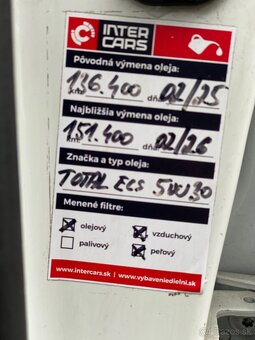 INTER
CARS
Pôvodná výmena oleja:
km: 146.400 dňa: 02/25
Najbližšia výmena oleja:
km: 151.400 dňa: 02/26
Značka a typ oleja:
TOTAL ECS 5W30
Menené filtre:
olejový vzduchový
palivový peľový
www.intercars.sk | www.vybaveniedielni.sk